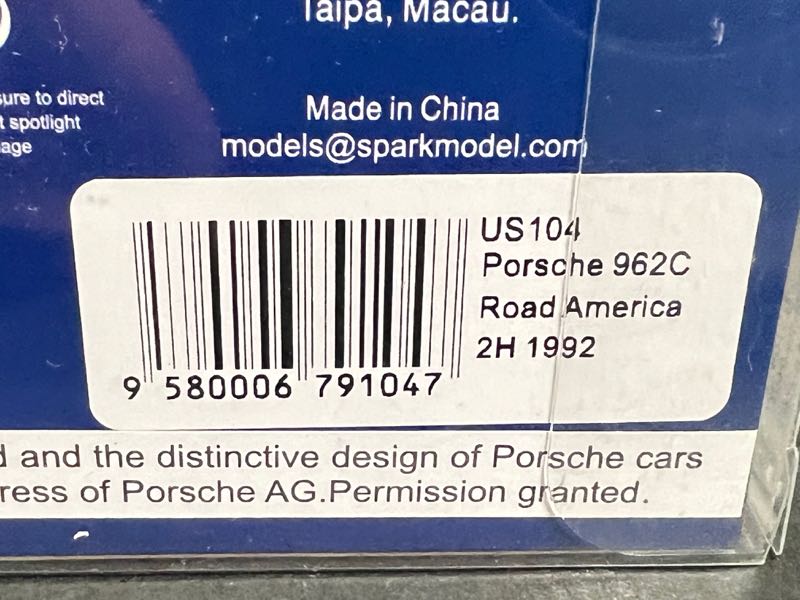 Taipa, Macau.
sure to direct
t spotlight
age
Made in China
models@sparkmodel.com
US104
Porsche 962C
Road America
2H 1992
9 580006 791047
d and the distinctive design of Porsche cars
ress of Porsche AG.Permission granted.